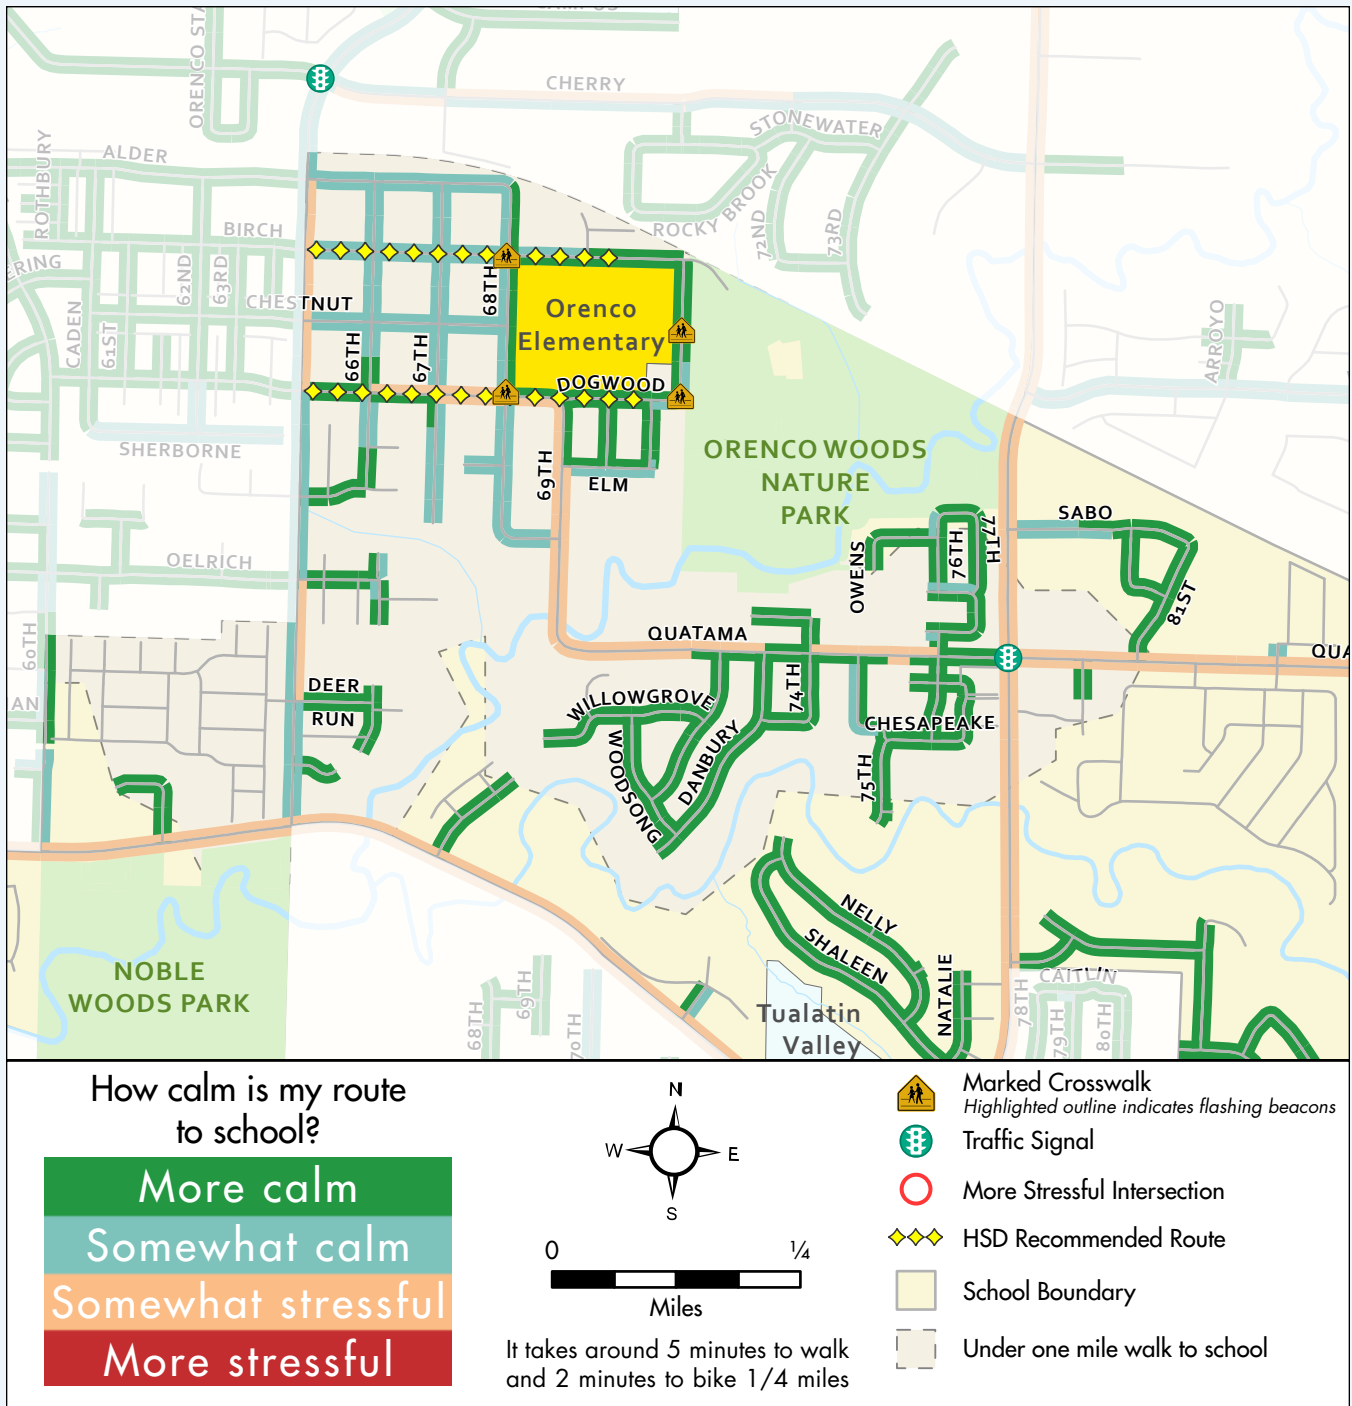 CHERRY
ORENCO STA
STONEWATER
ROTHBURY
ALDER
ROCKY BROOK
72ND
73RD
BIRCH
ERING
62ND
63RD
CADEN
61ST
CHESTNUT
68TH
66TH
67TH
Orenco
Elementary
DOGWOOD
ARROYO
SHERBORNE
69TH
ELM
ORENCO WOODS
NATURE
PARK
SABO
77TH
76TH
OWENS
81ST
OELRICH
60TH
QUATAMA
QUA
AN
DEER
RUN
WILLOWGROVE
74TH
WOODSONG
DANBURY
CHESAPEAKE
75TH
NELLY
SHALEEN
NATALIE
NOBLE
WOODS PARK
68TH
69TH
70TH
Tualatin
Valley
78TH
CAITLIN
79TH
80TH
How calm is my route
to school?
More calm
Somewhat calm
Somewhat stressful
More stressful
N
W
E
S
0
¼
Miles
It takes around 5 minutes to walk
and 2 minutes to bike 1/4 miles
Marked Crosswalk
Highlighted outline indicates flashing beacons
Traffic Signal
More Stressful Intersection
HSD Recommended Route
School Boundary
Under one mile walk to school